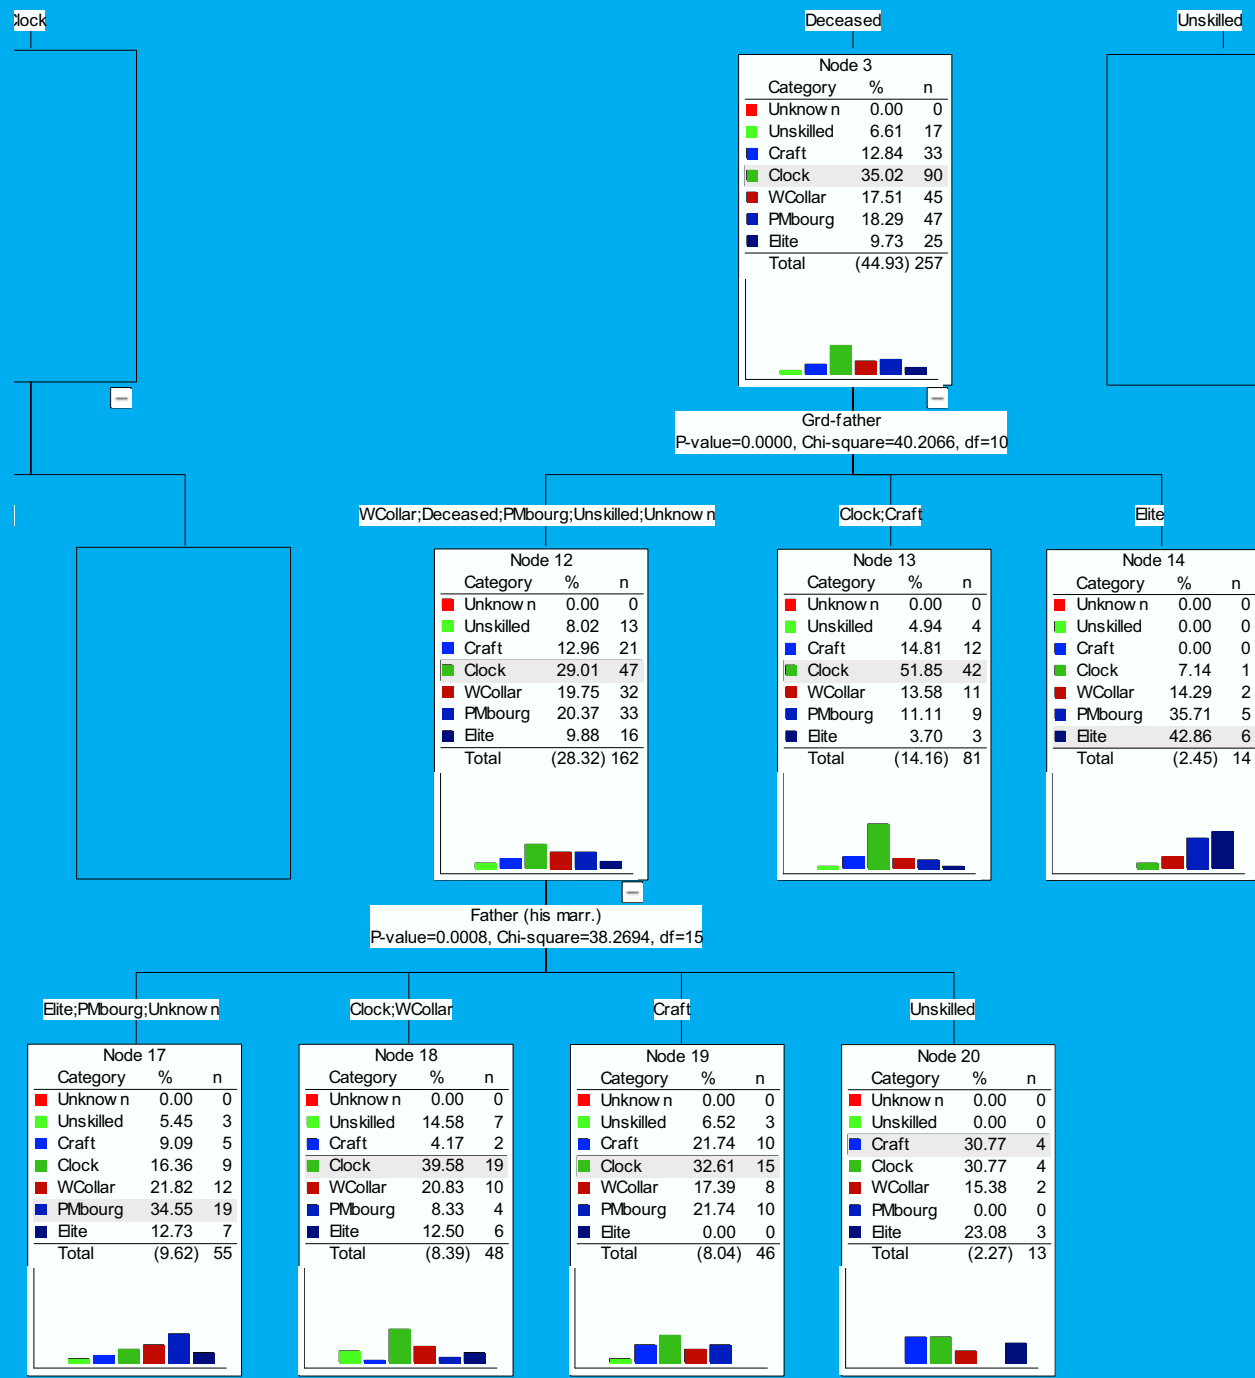 Clock
Deceased
Unskilled
Node 3
Category % n
Unknown 0.00 0
Unskilled 6.61 17
Craft 12.84 33
Clock 35.02 90
WCollar 17.51 45
PMbourg 18.29 47
Elite 9.73 25
Total (44.93) 257
Grd-father
P-value=0.0000, Chi-square=40.2066, df=10
WCollar;Deceased;PMbourg;Unskilled;Unknown
Clock;Craft
Elite
Node 12
Category % n
Unknown 0.00 0
Unskilled 8.02 13
Craft 12.96 21
Clock 29.01 47
WCollar 19.75 32
PMbourg 20.37 33
Elite 9.88 16
Total (28.32) 162
Node 13
Category % n
Unknown 0.00 0
Unskilled 4.94 4
Craft 14.81 12
Clock 51.85 42
WCollar 13.58 11
PMbourg 11.11 9
Elite 3.70 3
Total (14.16) 81
Node 14
Category % n
Unknown 0.00 0
Unskilled 0.00 0
Craft 0.00 0
Clock 7.14 1
WCollar 14.29 2
PMbourg 35.71 5
Elite 42.86 6
Total (2.45) 14
Father (his marr.)
P-value=0.0008, Chi-square=38.2694, df=15
Elite;PMbourg;Unknown
Clock;WCollar
Craft
Unskilled
Node 17
Category % n
Unknown 0.00 0
Unskilled 5.45 3
Craft 9.09 5
Clock 16.36 9
WCollar 21.82 12
PMbourg 34.55 19
Elite 12.73 7
Total (9.62) 55
Node 18
Category % n
Unknown 0.00 0
Unskilled 14.58 7
Craft 4.17 2
Clock 39.58 19
WCollar 20.83 10
PMbourg 8.33 4
Elite 12.50 6
Total (8.39) 48
Node 19
Category % n
Unknown 0.00 0
Unskilled 6.52 3
Craft 21.74 10
Clock 32.61 15
WCollar 17.39 8
PMbourg 21.74 10
Elite 0.00 0
Total (8.04) 46
Node 20
Category % n
Unknown 0.00 0
Unskilled 0.00 0
Craft 30.77 4
Clock 30.77 4
WCollar 15.38 2
PMbourg 0.00 0
Elite 23.08 3
Total (2.27) 13